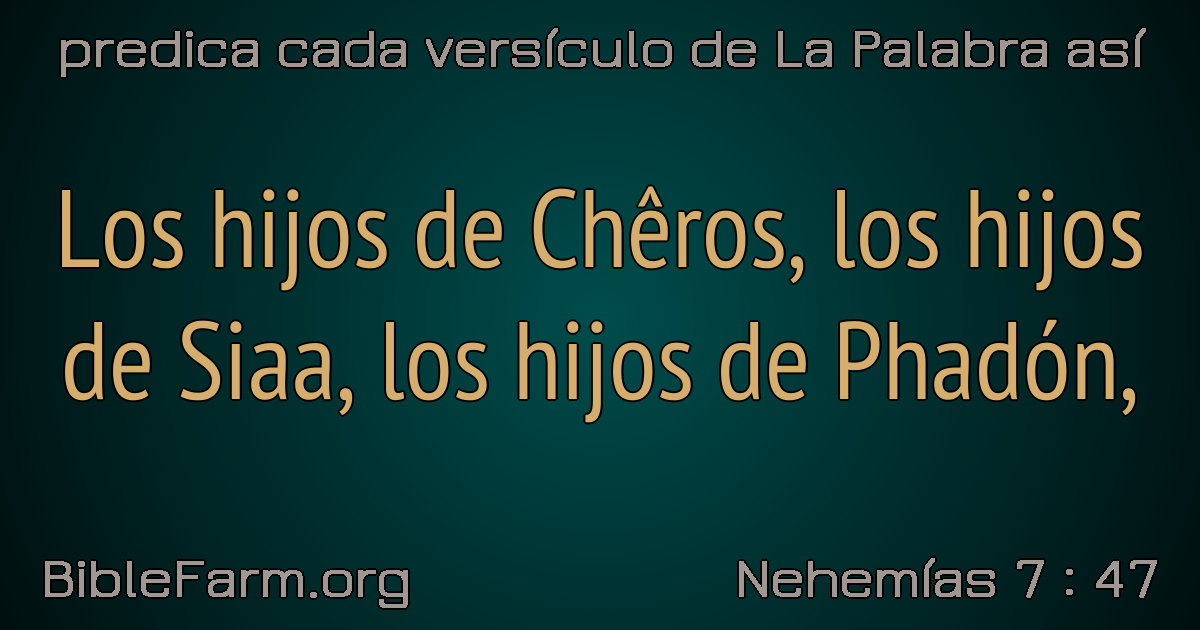 predica cada versículo de La Palabra así
Los hijos de Chêros, los hijos
de Siaa, los hijos de Phadón,
BibleFarm.org
Nehemías 7 : 47